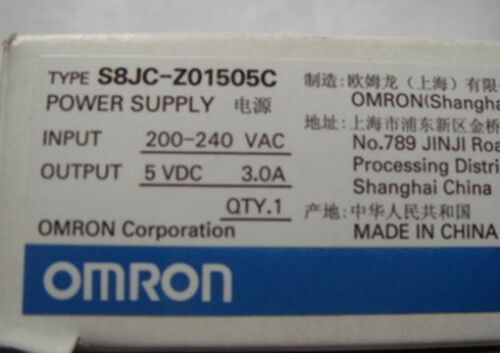 TYPE S8JC-Z01505C
POWER SUPPLY 电源
INPUT 200-240 VAC
OUTPUT 5 VDC 3.0A
QTY.1
OMRON Corporation
制造:欧姆龙(上海)有限
OMRON(Shangha
地址:上海市浦东新区金桥
No.789 JINJI Roa
Processing Distri
Shanghai China
产地:中华人民共和国
MADE IN CHINA
OMRON